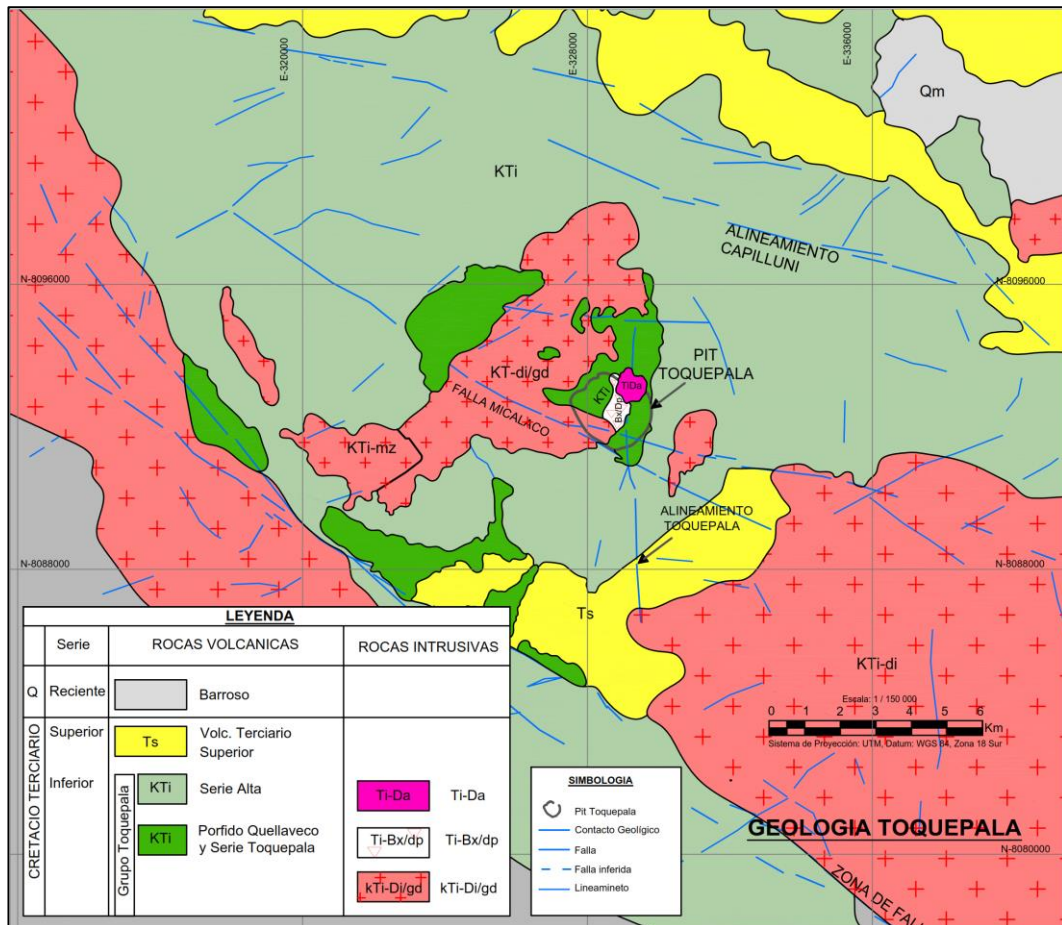 E-320000
E-328000
E-336000
Qm
KTi
ALINEAMIENTO
CAPILLUNI
N-8096000
N-8096000
PIT
TOQUEPALA
KT-di/gd
TiDa
KTi
Bx/Dp
FALLA MICALACO
KTi-mz
ALINEAMIENTO
TOQUEPALA
N-8088000
N-8088000
Ts
KTi-di
LEYENDA
Serie
ROCAS VOLCANICAS
ROCAS INTRUSIVAS
Q
Reciente
Barroso
CRETACIO TERCIARIO
Superior
Ts
Volc. Terciario
Superior
Inferior
Grupo Toquepala
KTi
Serie Alta
KTi
Porfido Quellaveco
y Serie Toquepala
Ti-Da
Ti-Da
Ti-Bx/dp
Ti-Bx/dp
kTi-Di/gd
kTi-Di/gd
SIMBOLOGIA
Pit Toquepala
Contacto Geológico
Falla
Falla inferida
Lineamineto
Escala: 1 / 150 000
0 1 2 3 4 5 6
Km
Sistema de Proyección: UTM, Datum: WGS 84, Zona 18 Sur
GEOLOGIA TOQUEPALA
N-8080000
ZONA DE FAL